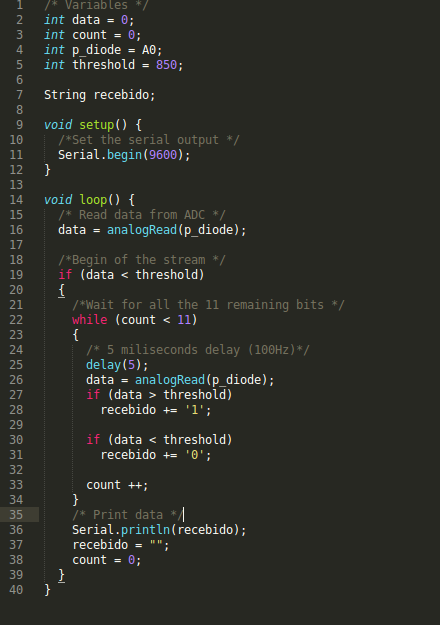 1 /* Variables */
2 int data = 0;
3 int count = 0;
4 int p_diode = A0;
5 int threshold = 850;
6
7 String recebido;
8
9 void setup() {
10 /*Set the serial output */
11 Serial.begin(9600);
12 }
13
14 void loop() {
15 /* Read data from ADC */
16 data = analogRead(p_diode);
17
18 /*Begin of the stream */
19 if (data < threshold)
20 {
21 /*Wait for all the 11 remaining bits */
22 while (count < 11)
23 {
24 /* 5 miliseconds delay (100Hz)*/
25 delay(5);
26 data = analogRead(p_diode);
27 if (data > threshold)
28 recebido += '1';
29
30 if (data < threshold)
31 recebido += '0';
32
33 count ++;
34 }
35 /* Print data */
36 Serial.println(recebido);
37 recebido = "";
38 count = 0;
39 }
40 }